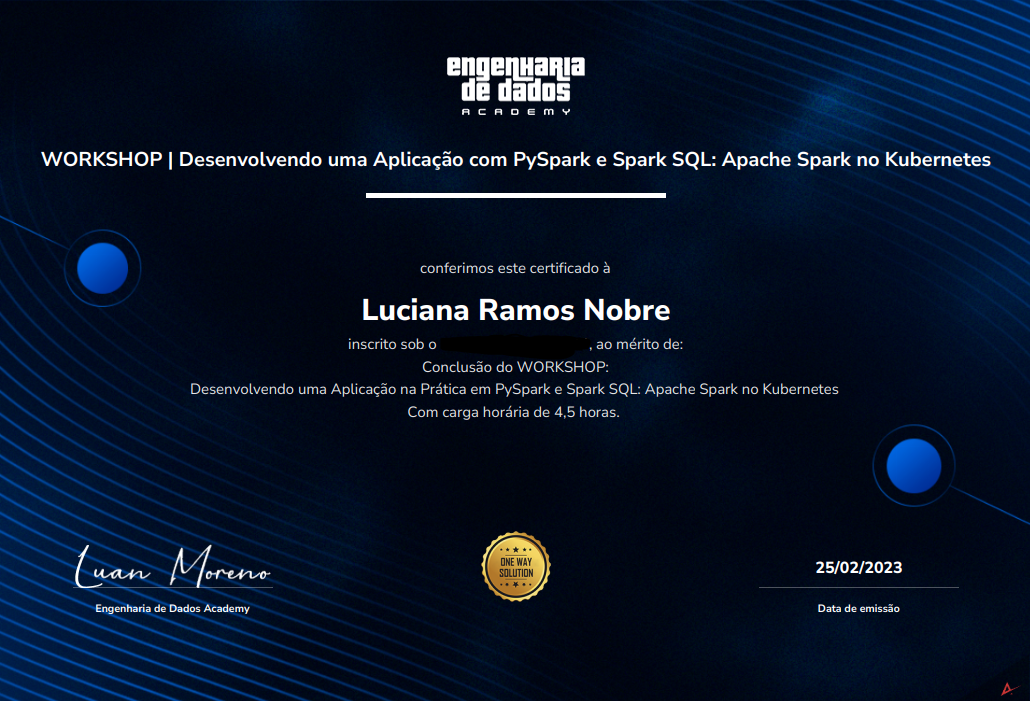 engenharia
de dados
ACADEMY
WORKSHOP | Desenvolvendo uma Aplicação com PySpark e Spark SQL: Apache Spark no Kubernetes
conferimos este certificado à
Luciana Ramos Nobre
inscrito sob o , ao mérito de:
Conclusão do WORKSHOP:
Desenvolvendo uma Aplicação na Prática em PySpark e Spark SQL: Apache Spark no Kubernetes
Com carga horária de 4,5 horas.
Luan Moreno
Engenharia de Dados Academy
ONE WAY
SOLUTION
25/02/2023
Data de emissão